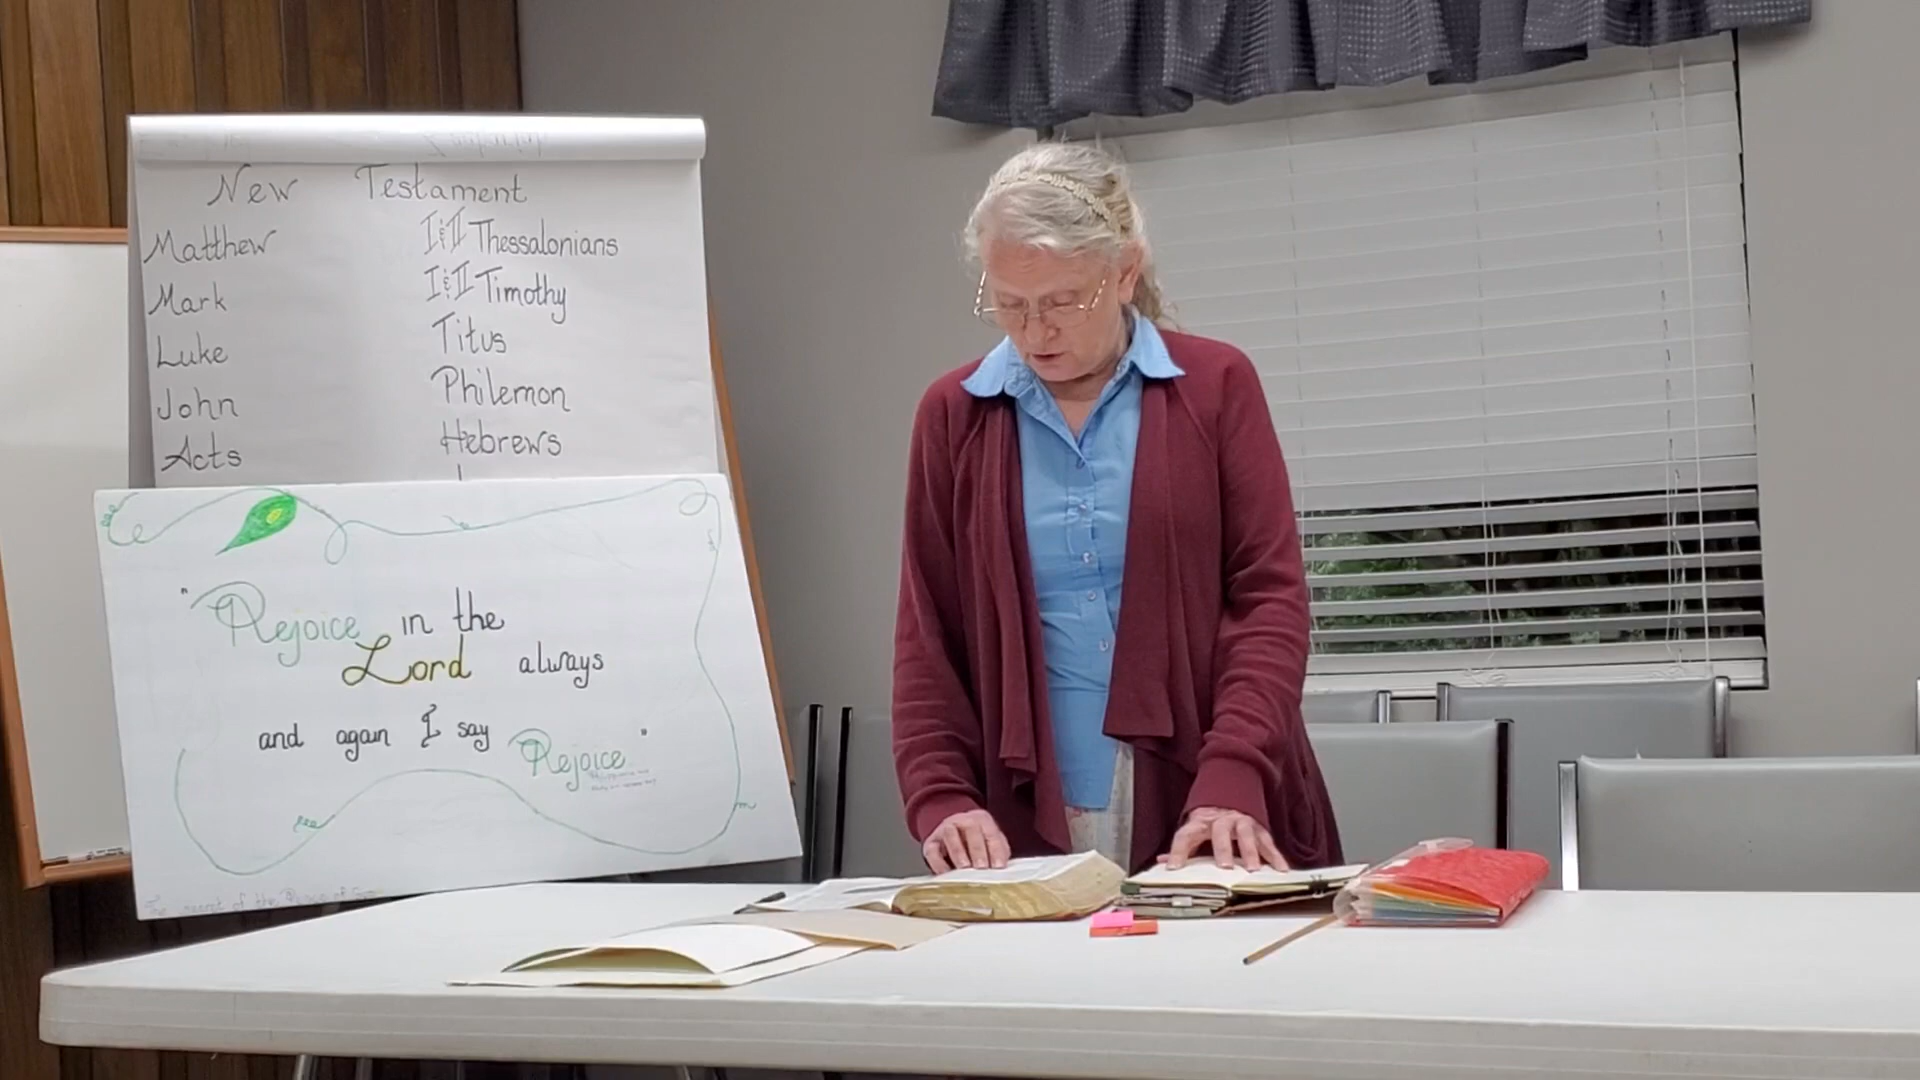 New Testament
Matthew
Mark
Luke
John
Acts
I & II Thessalonians
I & II Timothy
Titus
Philemon
Hebrews
"Rejoice in the
Lord always
and again I say
Rejoice"